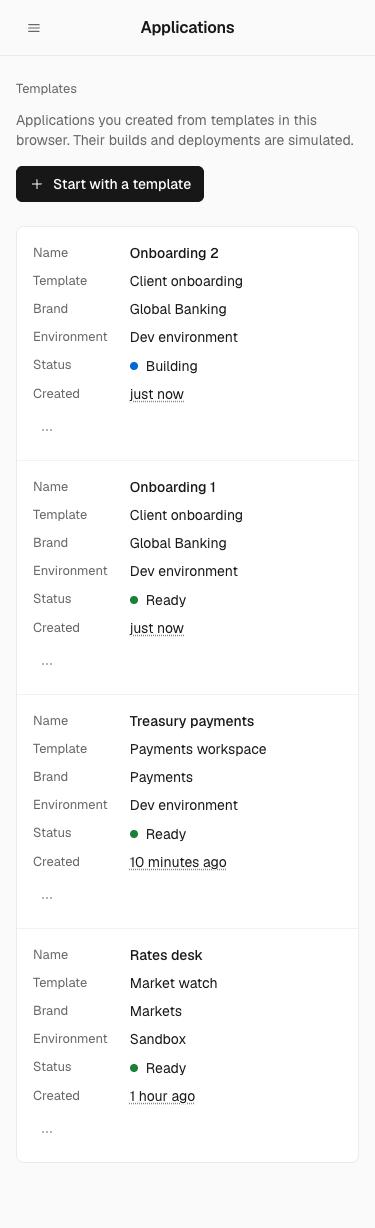 Applications
Templates
Applications you created from templates in this
browser. Their builds and deployments are simulated.
+ Start with a template
Name Onboarding 2
Template Client onboarding
Brand Global Banking
Environment Dev environment
Status Building
Created just now
...
Name Onboarding 1
Template Client onboarding
Brand Global Banking
Environment Dev environment
Status Ready
Created just now
...
Name Treasury payments
Template Payments workspace
Brand Payments
Environment Dev environment
Status Ready
Created 10 minutes ago
...
Name Rates desk
Template Market watch
Brand Markets
Environment Sandbox
Status Ready
Created 1 hour ago
...